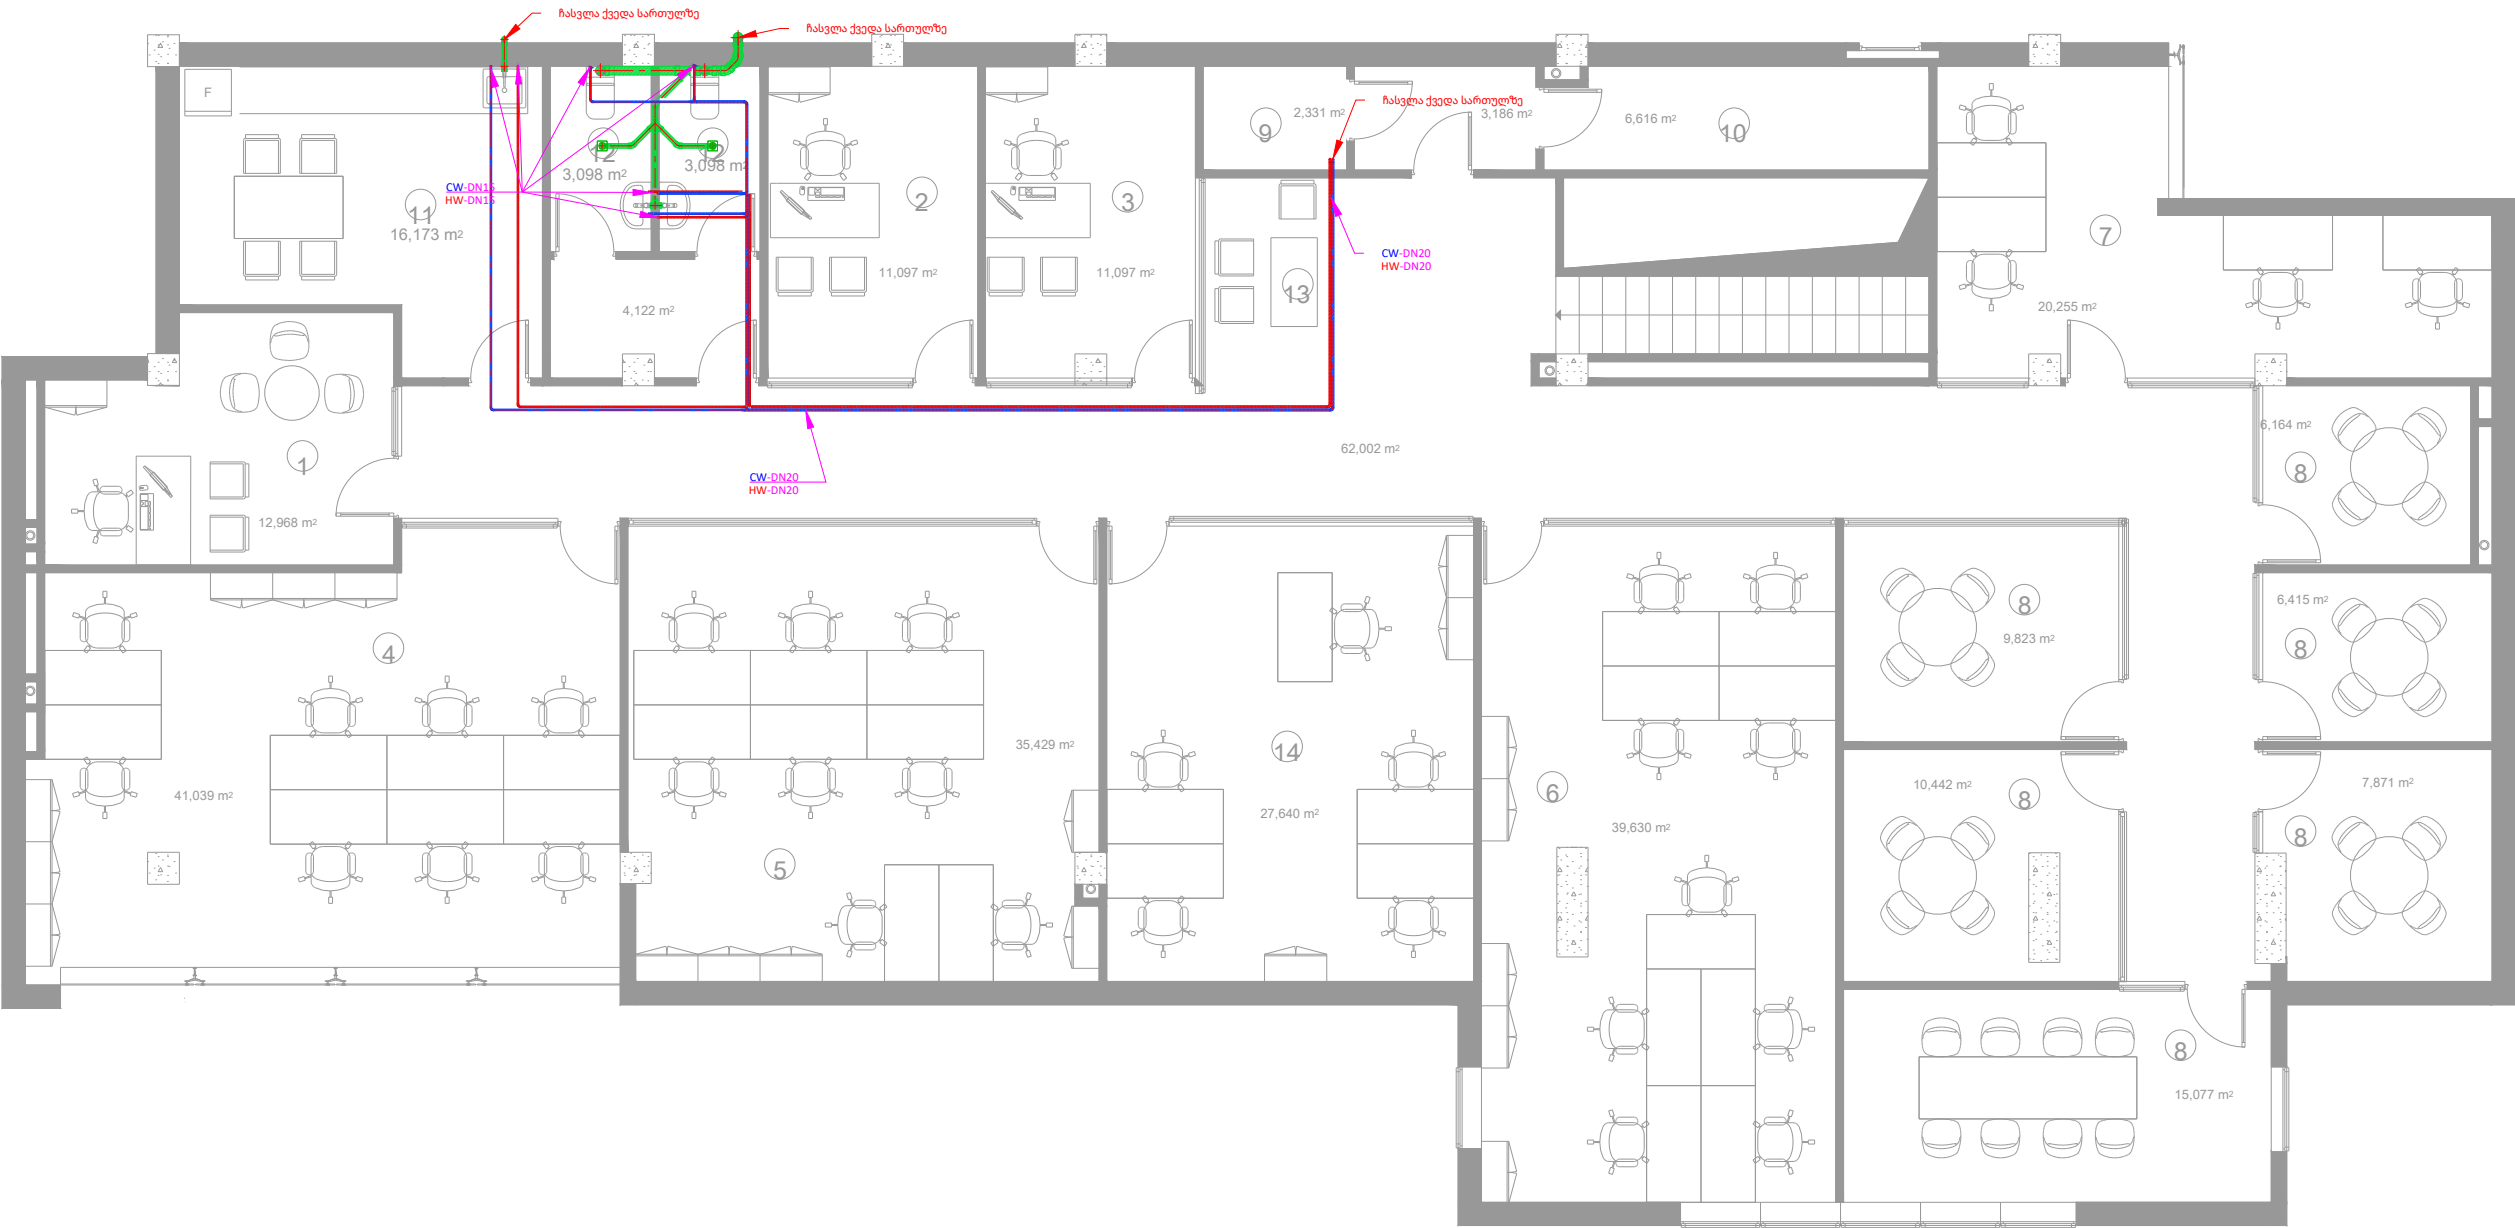 ჩასვლა ქვედა სართულზე
ჩასვლა ქვედა სართულზე
F
ჩასვლა ქვედა სართულზე
2,331 m²
3,186 m²
6,616 m²
9
10
12
12
3,098 m²
3,098 m²
CW-DN15
HW-DN15
11
16,173 m²
2
3
7
11,097 m²
11,097 m²
CW-DN20
HW-DN20
13
4,122 m²
20,255 m²
6,164 m²
62,002 m²
1
8
CW-DN20
HW-DN20
12,968 m²
8
6,415 m²
9,823 m²
4
8
35,429 m²
14
41,039 m²
6
10,442 m²
8
7,871 m²
27,640 m²
39,630 m²
8
5
8
15,077 m²